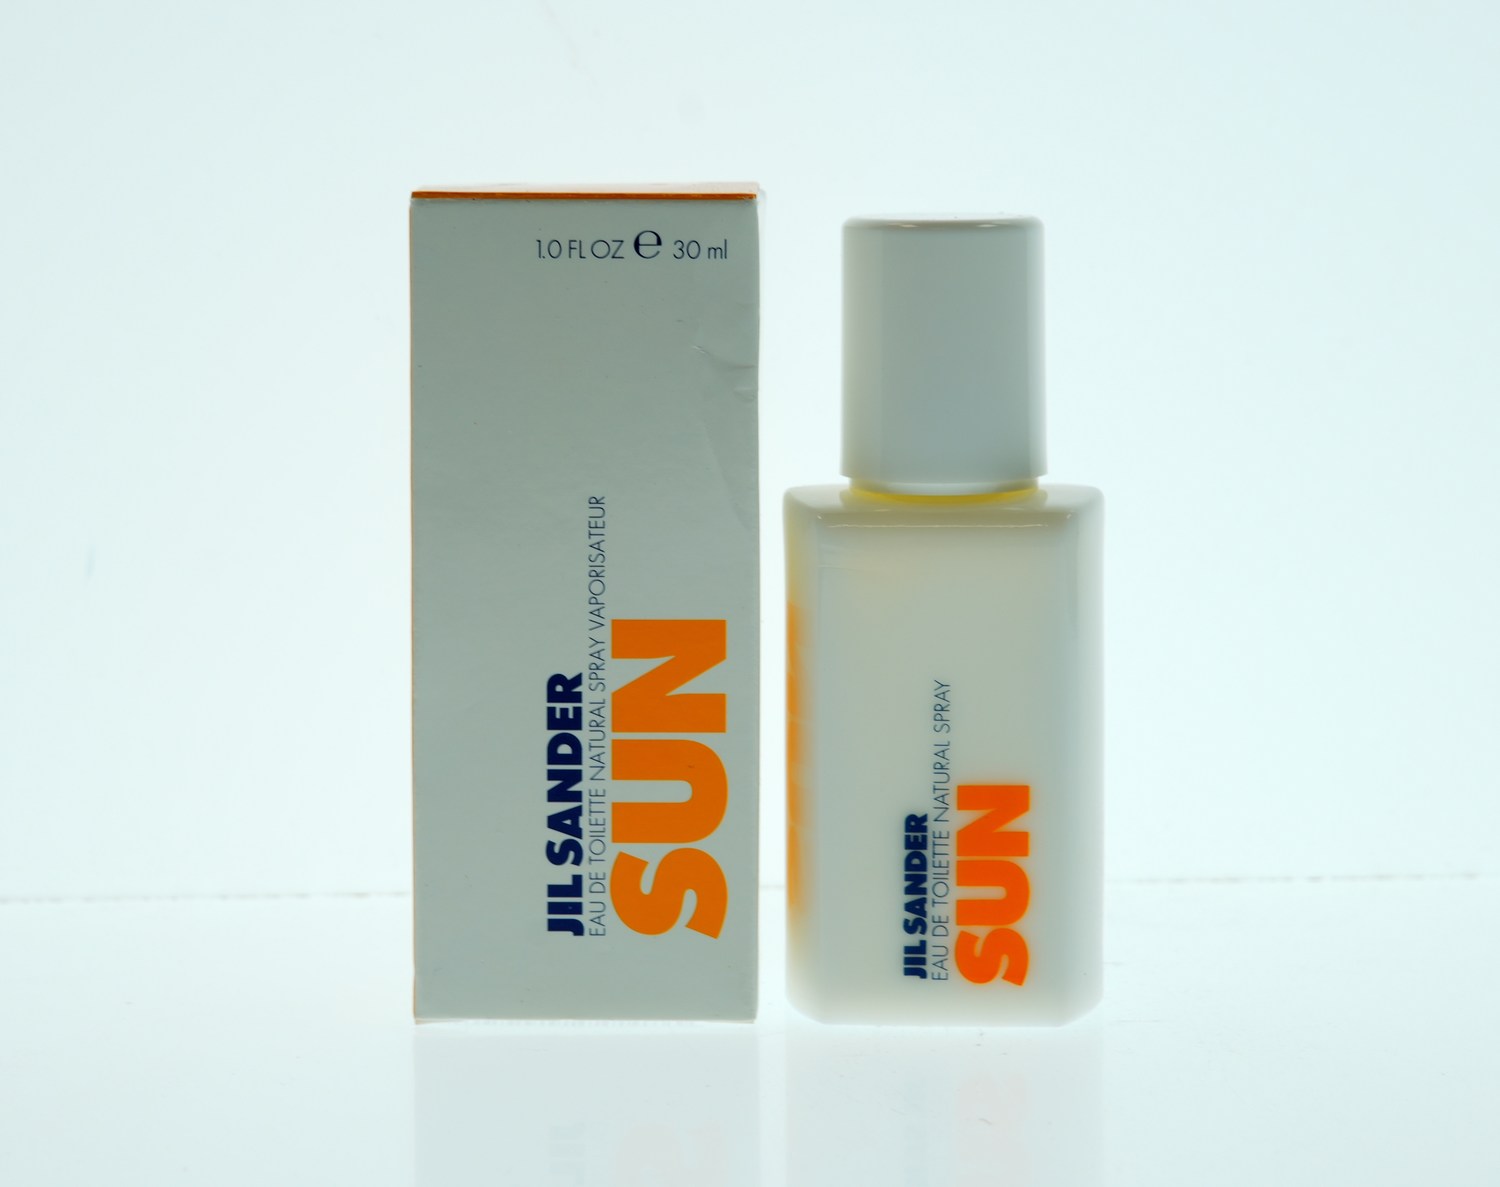 1.0 FL OZ ℮ 30 ml
JIL SANDER
EAU DE TOILETTE NATURAL SPRAY VAPORISATEUR
SUN
JIL SANDER
EAU DE TOILETTE NATURAL SPRAY
SUN